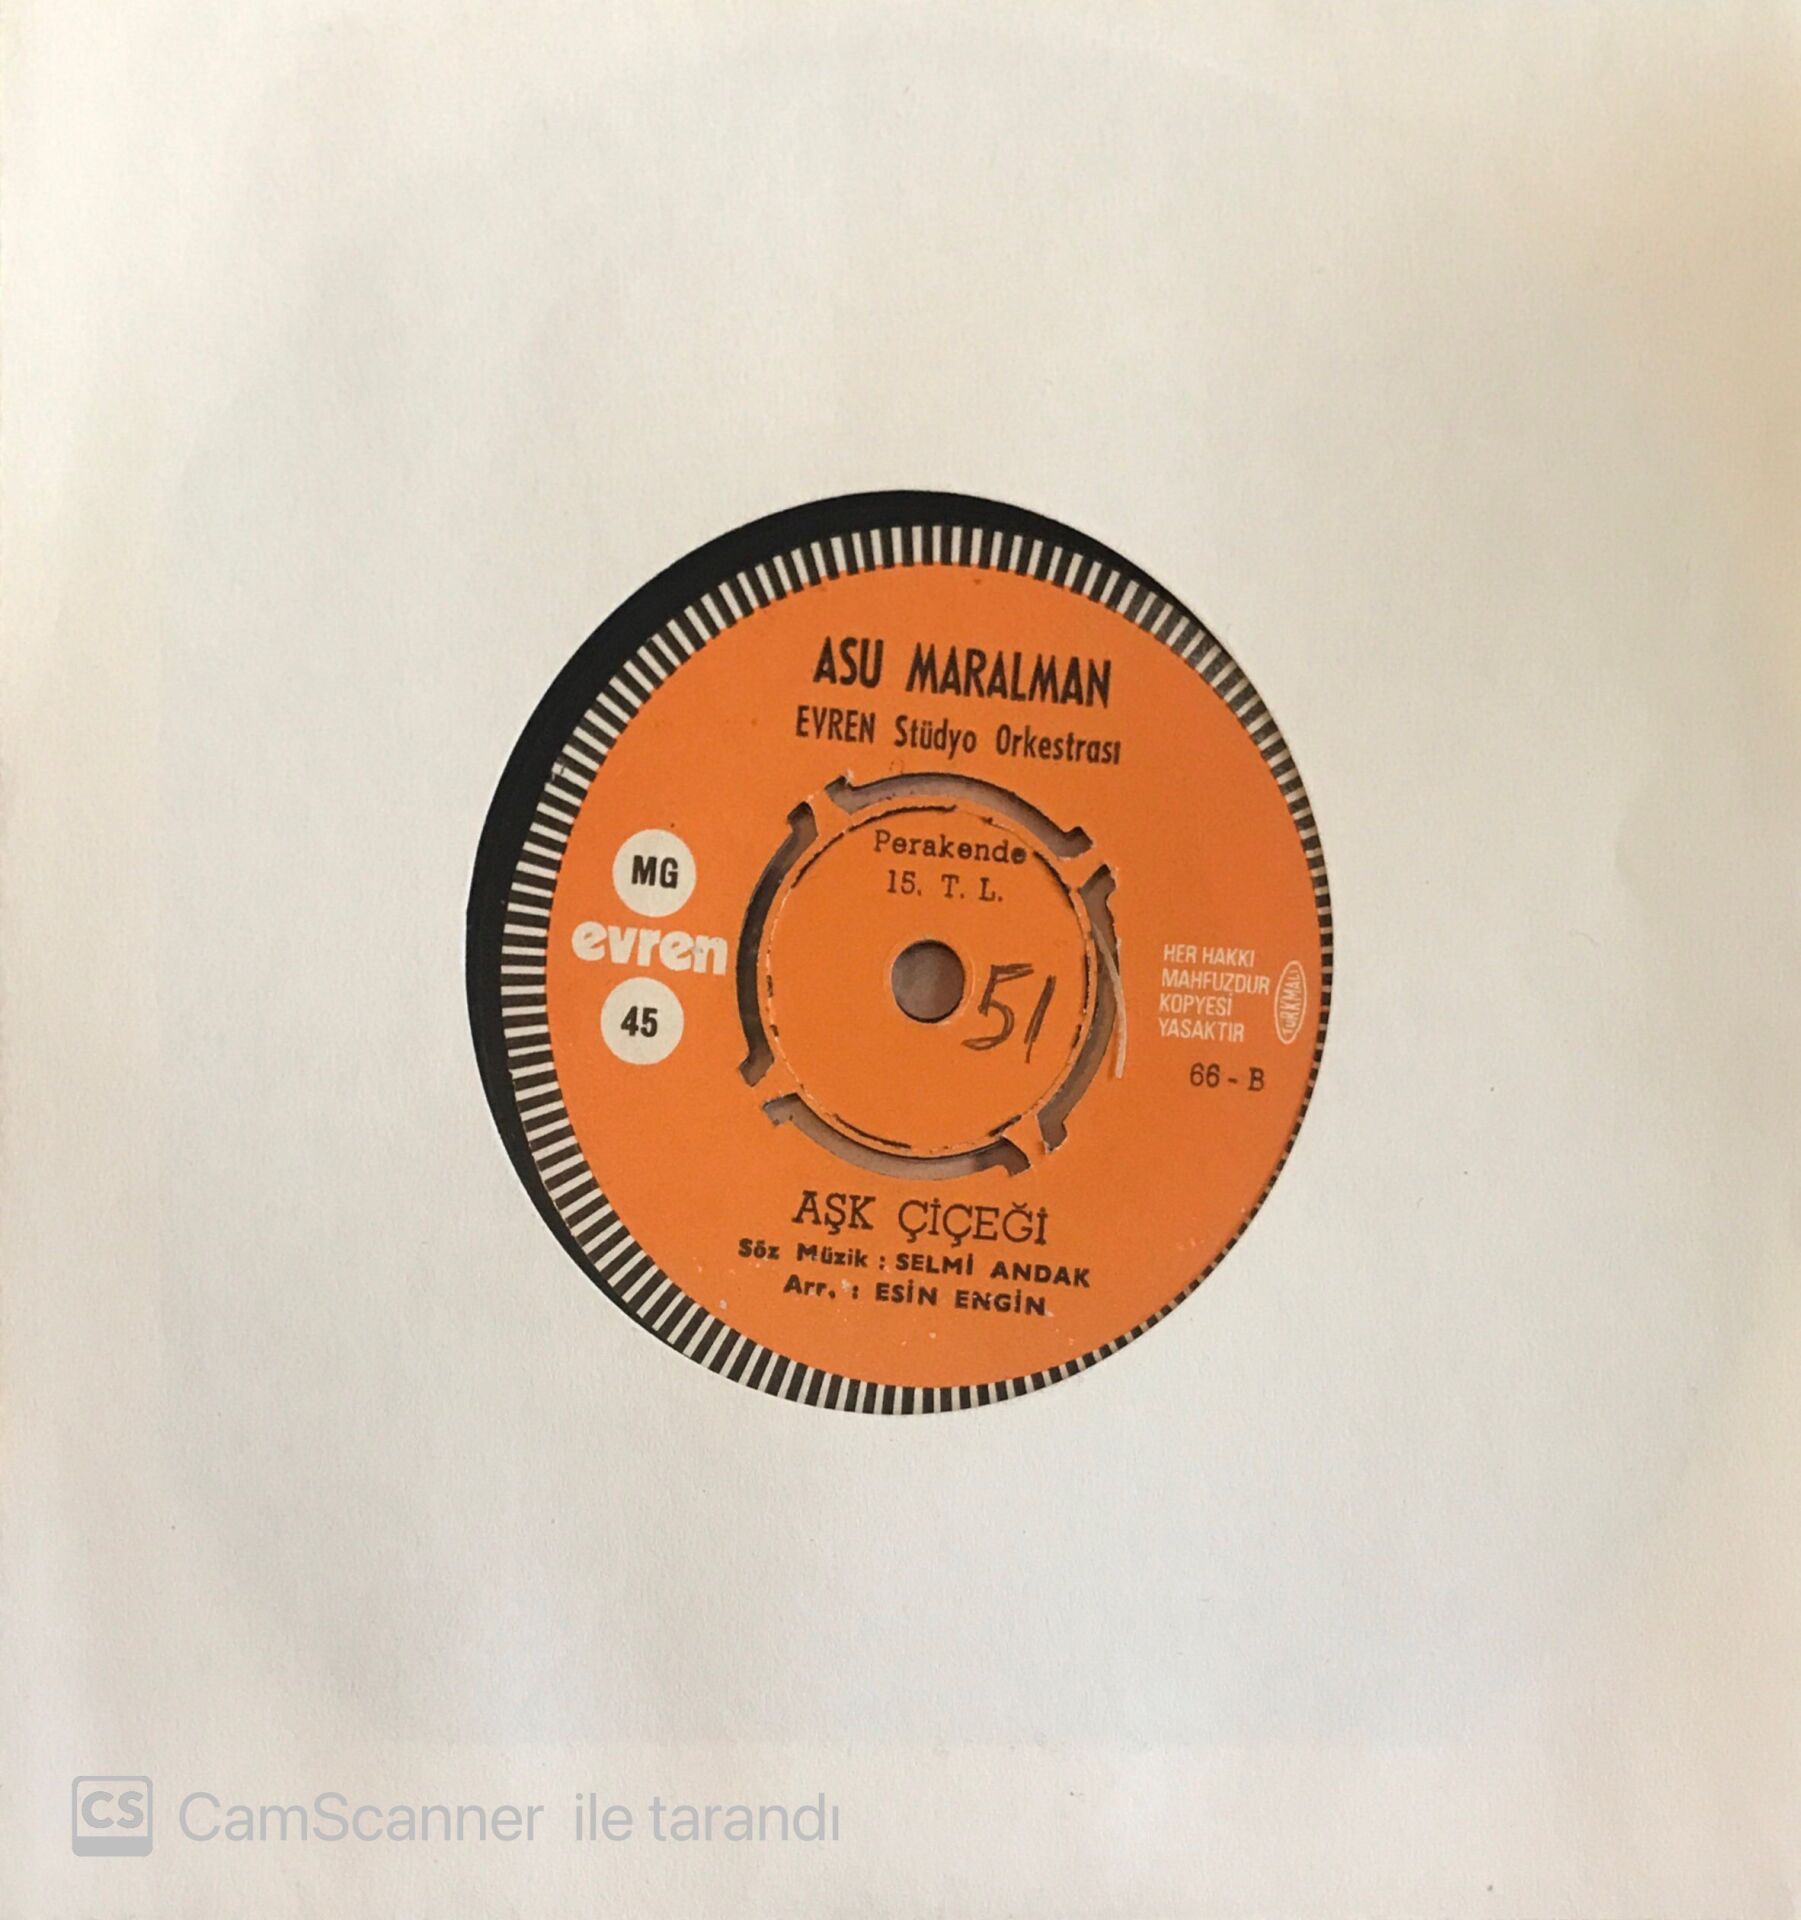 ASU MARALMAN
EVREN Stüdyo Orkestrası
Perakende
15. T. L.
MG
evren
45
51
HER HAKKI
MAHFUZDUR
KOPYESİ
YASAKTIR
TÜRKMALI
66 - B
AŞK ÇİÇEĞİ
Söz Müzik : SELMİ ANDAK
Arr. : ESİN ENGİN
CS CamScanner ile tarandı